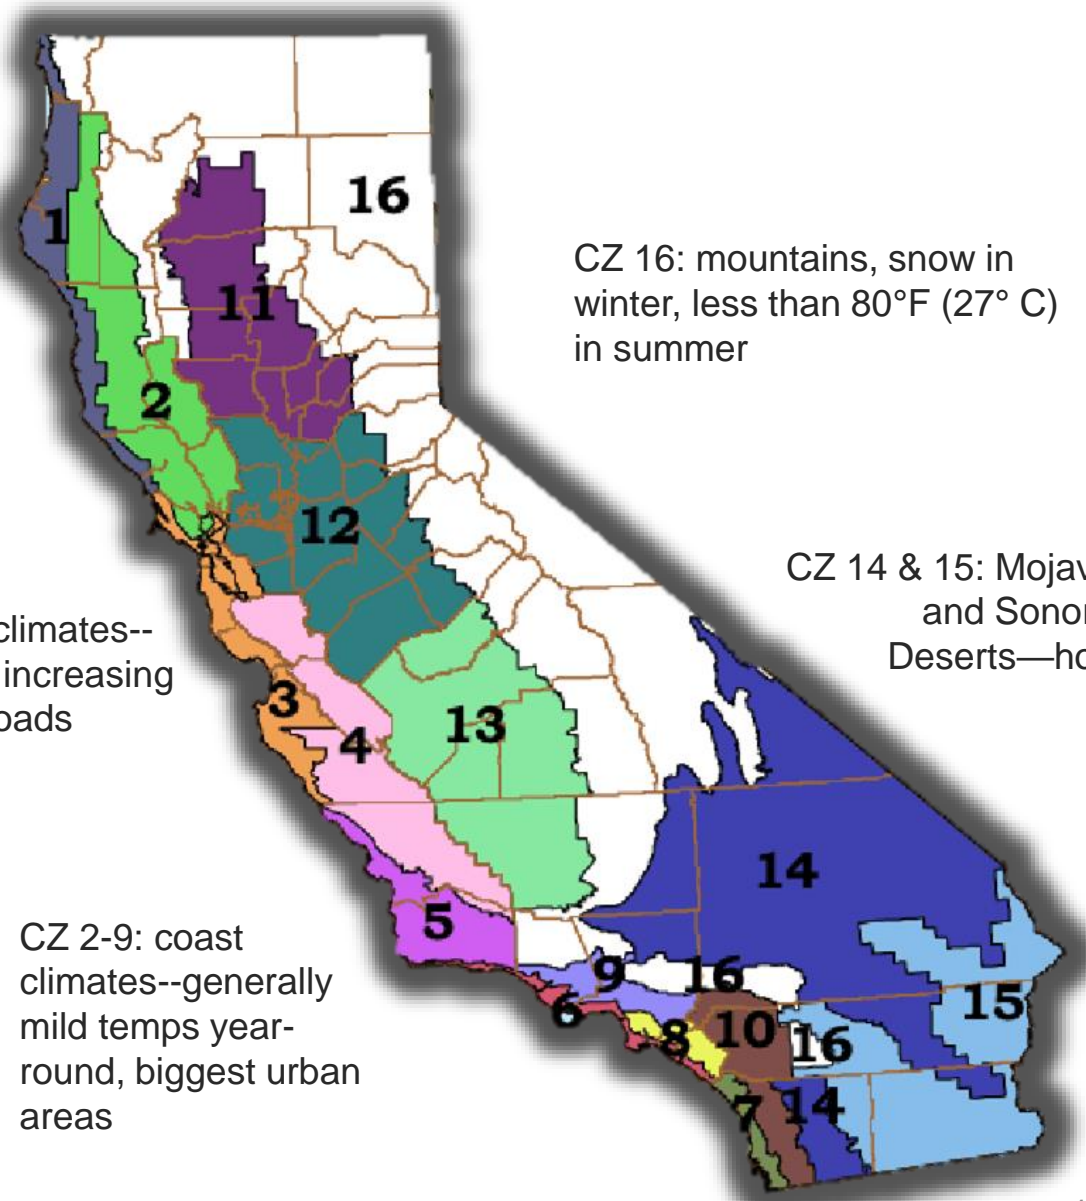 16
1
CZ 16: mountains, snow in
winter, less than 80°F (27° C)
in summer
11
2
12
CZ 14 & 15: Mojav
and Sonor
Deserts—ho
climates--
increasing
oads
3
4
13
14
5
CZ 2-9: coast
climates--generally
mild temps year-
round, biggest urban
areas
9
16
6
15
8
10
16
7
14